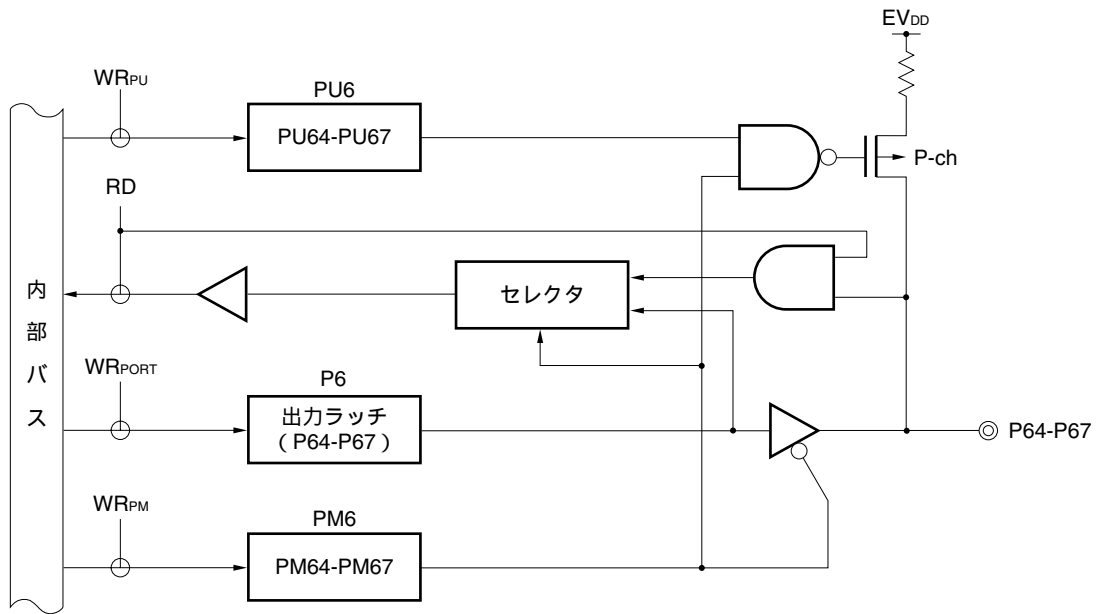 EVDD
WRPU
PU6
PU64-PU67
P-ch
RD
内部バス
セレクタ
WRPORT
P6
出力ラッチ
(P64-P67)
P64-P67
WRPM
PM6
PM64-PM67